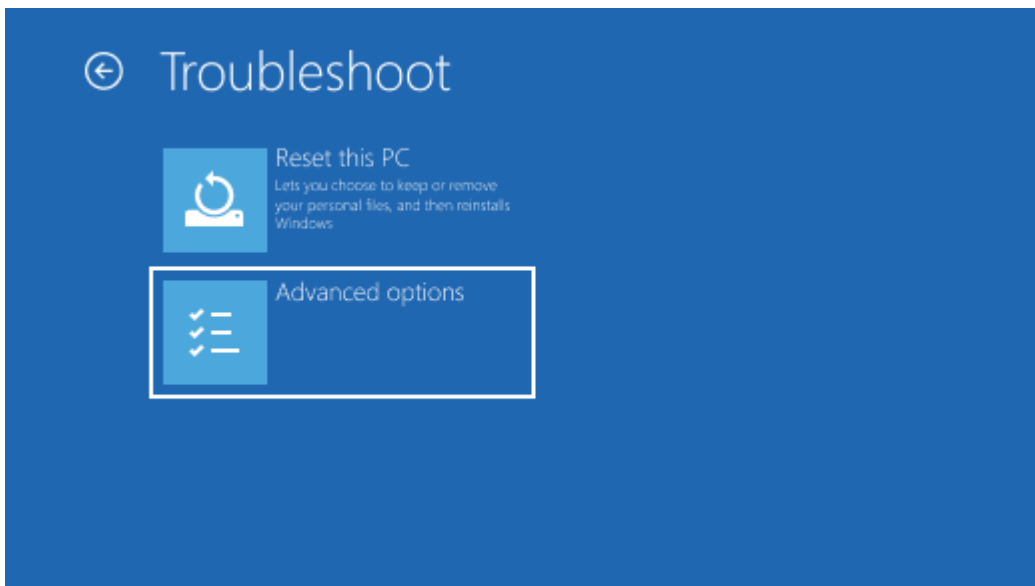 Troubleshoot
Reset this PC
Lets you choose to keep or remove
your personal files, and then reinstalls
Windows
Advanced options